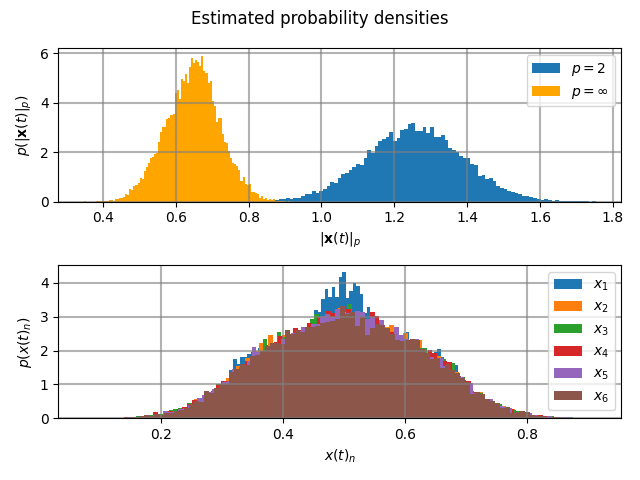 Estimated probability densities
p(|x(t)|ₚ)
6
4
2
0
p = 2
p = ∞
0.4 0.6 0.8 1.0 1.2 1.4 1.6 1.8
|x(t)|ₚ
p(x(t)ₙ)
4
3
2
1
0
x₁
x₂
x₃
x₄
x₅
x₆
0.2 0.4 0.6 0.8
x(t)ₙ